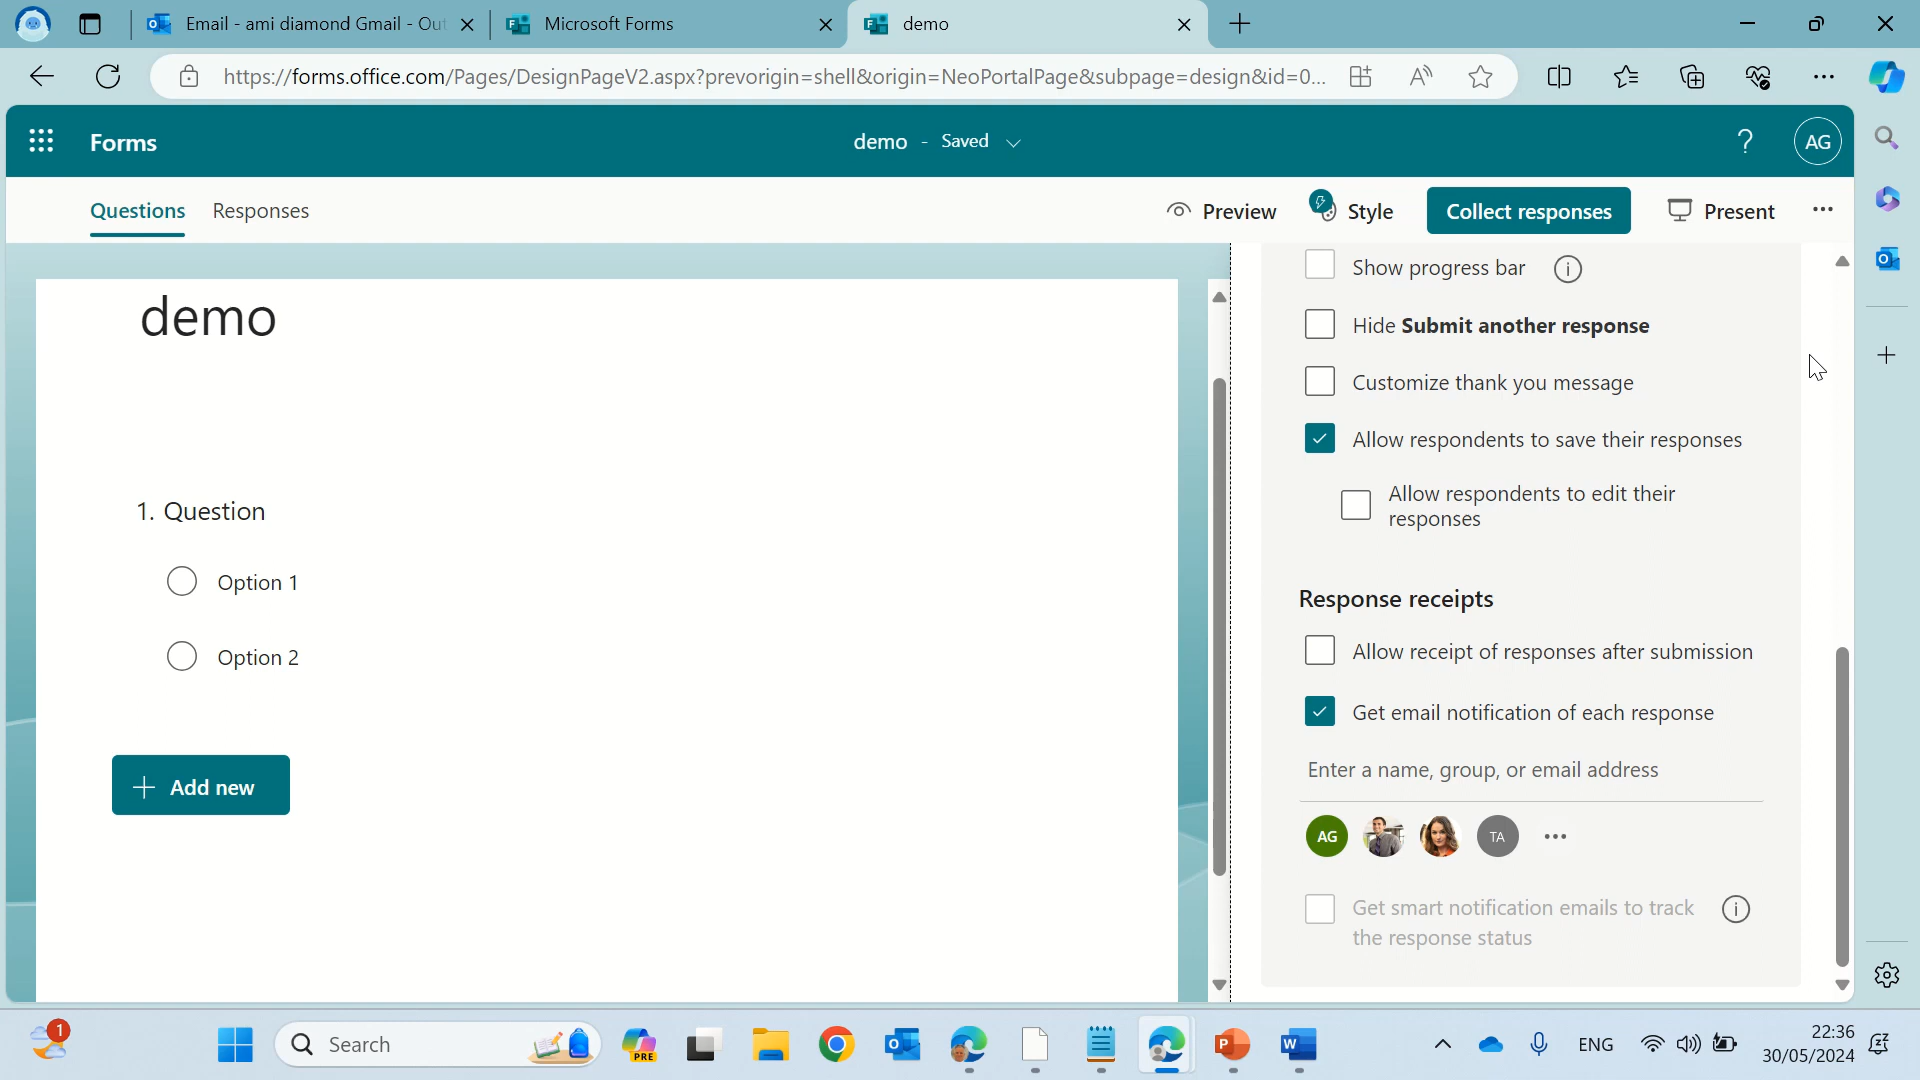 Email - ami diamond Gmail - Out
Microsoft Forms
demo
https://forms.office.com/Pages/DesignPageV2.aspx?prevorigin=shell&origin=NeoPortalPage&subpage=design&id=0...
Forms
demo - Saved
?
AG
Questions
Responses
Preview
Style
Collect responses
Present
demo
1. Question
Option 1
Option 2
+ Add new
Show progress bar
Hide Submit another response
Customize thank you message
Allow respondents to save their responses
Allow respondents to edit their
responses
Response receipts
Allow receipt of responses after submission
Get email notification of each response
Enter a name, group, or email address
AG
TA
Get smart notification emails to track
the response status
1
Search
PRE
ENG
22:36
30/05/2024